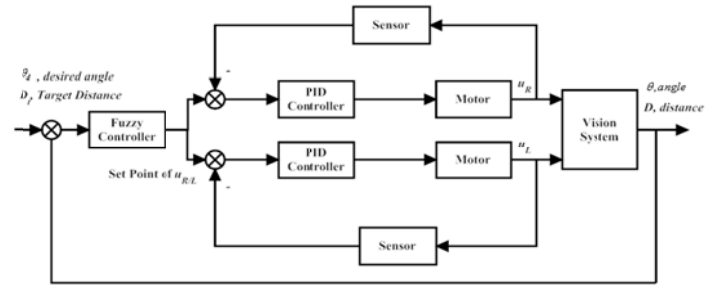 Sensor
θd , desired angle
Dt, Target Distance
-
uR
θ,angle
D, distance
Fuzzy
Controller
PID
Controller
Motor
Vision
System
PID
Controller
Motor
uL
Set Point of uR/L
-
Sensor